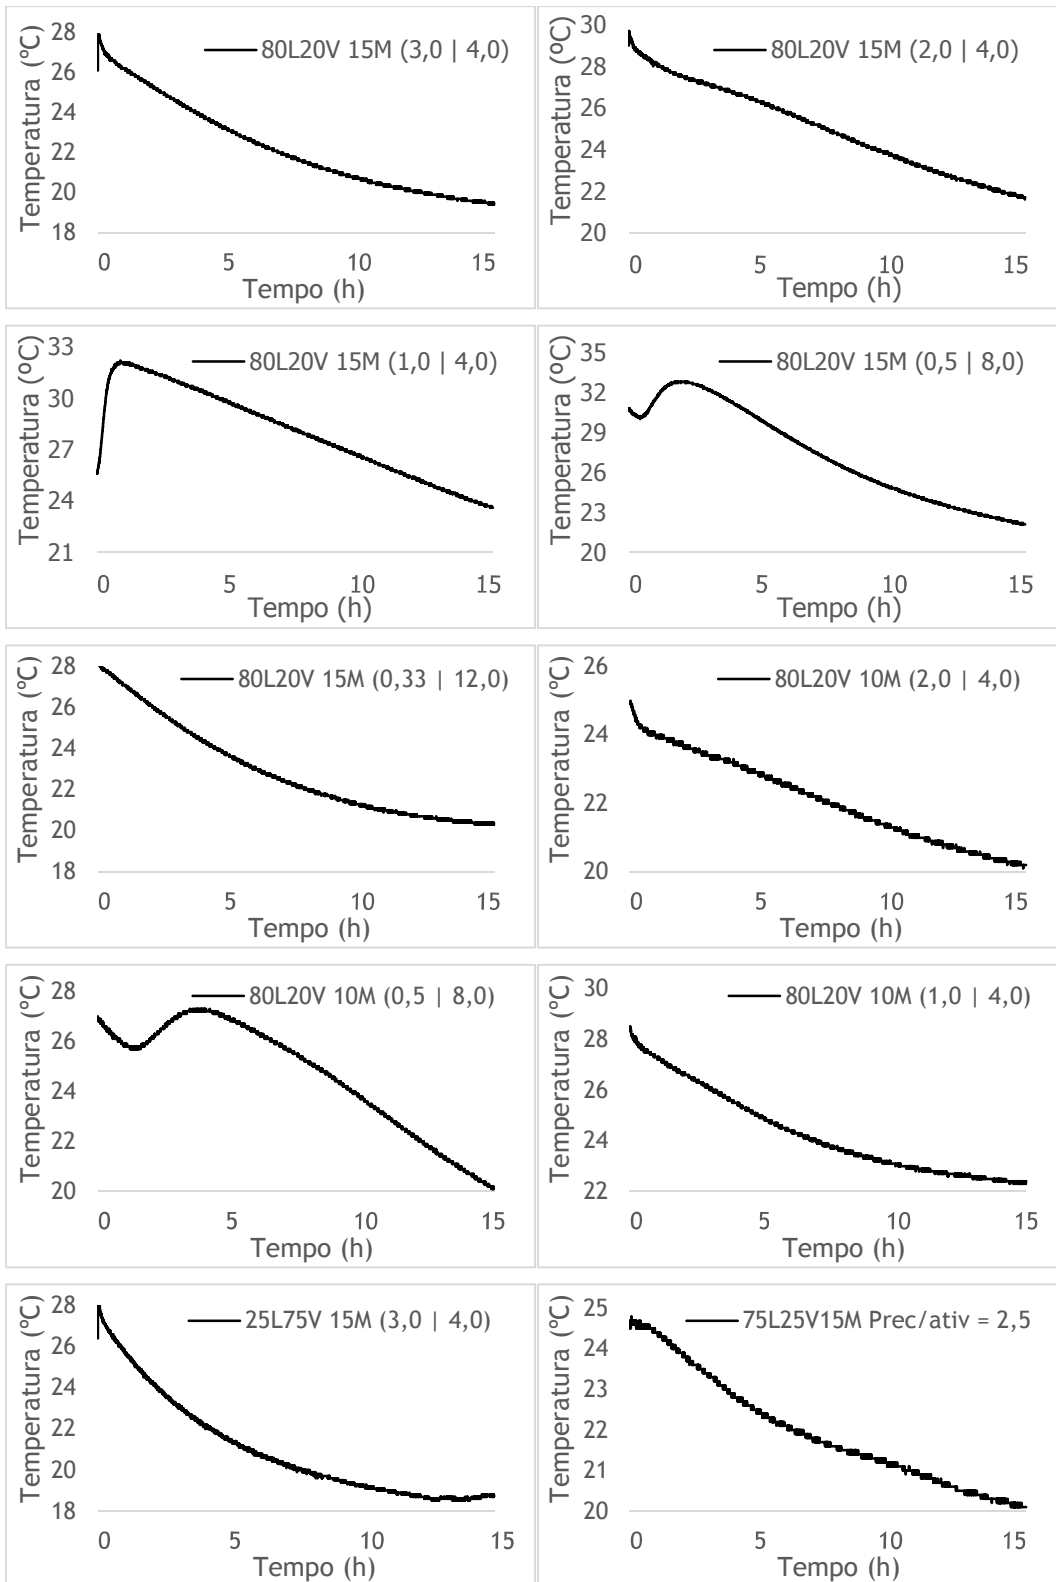 Temperatura (ºC)
28
26
24
22
20
18
80L20V 15M (3,0 | 4,0)
0 5 10 15
Tempo (h)
Temperatura (ºC)
30
28
26
24
22
20
80L20V 15M (2,0 | 4,0)
0 5 10 15
Tempo (h)
Temperatura (ºC)
33
30
27
24
21
80L20V 15M (1,0 | 4,0)
0 5 10 15
Tempo (h)
Temperatura (ºC)
35
32
29
26
23
20
80L20V 15M (0,5 | 8,0)
0 5 10 15
Tempo (h)
Temperatura (ºC)
28
26
24
22
20
18
80L20V 15M (0,33 | 12,0)
0 5 10 15
Tempo (h)
Temperatura (ºC)
26
24
22
20
80L20V 10M (2,0 | 4,0)
0 5 10 15
Tempo (h)
Temperatura (ºC)
28
26
24
22
20
80L20V 10M (0,5 | 8,0)
0 5 10 15
Tempo (h)
Temperatura (ºC)
30
28
26
24
22
80L20V 10M (1,0 | 4,0)
0 5 10 15
Tempo (h)
Temperatura (ºC)
28
26
24
22
20
18
25L75V 15M (3,0 | 4,0)
0 5 10 15
Tempo (h)
Temperatura (ºC)
25
24
23
22
21
20
75L25V15M Prec/ativ = 2,5
0 5 10 15
Tempo (h)